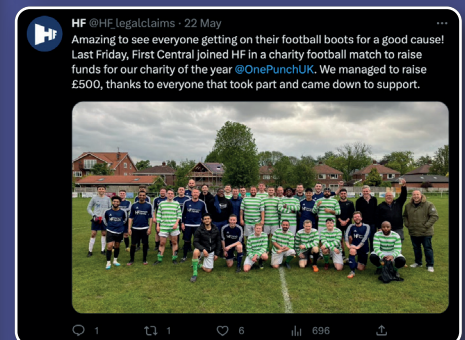 HF @HF_legalclaims · 22 May
Amazing to see everyone getting on their football boots for a good cause!
Last Friday, First Central joined HF in a charity football match to raise
funds for our charity of the year @OnePunchUK. We managed to raise
£500, thanks to everyone that took part and came down to support.
1 1 6 696